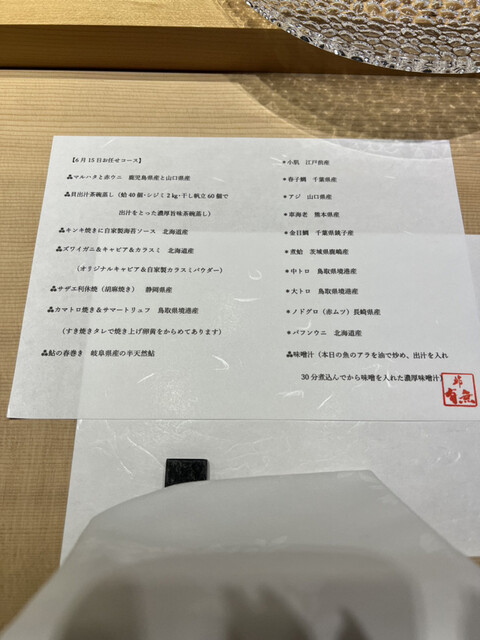 【6月15日お任せコース】
⁂マルハタと赤ウニ 鹿児島県産と山口県産
⁂貝出汁茶碗蒸し(蛤40個・シジミ2kg・干し帆立60個で
出汁をとった濃厚旨味茶碗蒸し)
⁂キンキ焼きに自家製海苔ソース 北海道産
⁂ズワイガニ&キャビア&カラスミ 北海道産
(オリジナルキャビア&自家製カラスミパウダー)
⁂サザエ利休焼(胡麻焼き) 静岡県産
⁂カマトロ焼き&サマートリュフ 鳥取県境港産
(すき焼きタレで焼き上げ卵黄をからめてあります)
⁂鮎の春巻き 岐阜県産の半天然鮎
*小肌 江戸前産
*春子鯛 千葉県産
*アジ 山口県産
*車海老 熊本県産
*金目鯛 千葉県銚子産
*煮蛤 茨城県鹿嶋産
*中トロ 鳥取県境港産
*大トロ 鳥取県境港産
*ノドグロ(赤ムツ)長崎県産
*バフンウニ 北海道産
⁂味噌汁(本日の魚のアラを油で炒め、出汁を入れ
30分煮込んでから味噌を入れた濃厚味噌汁)